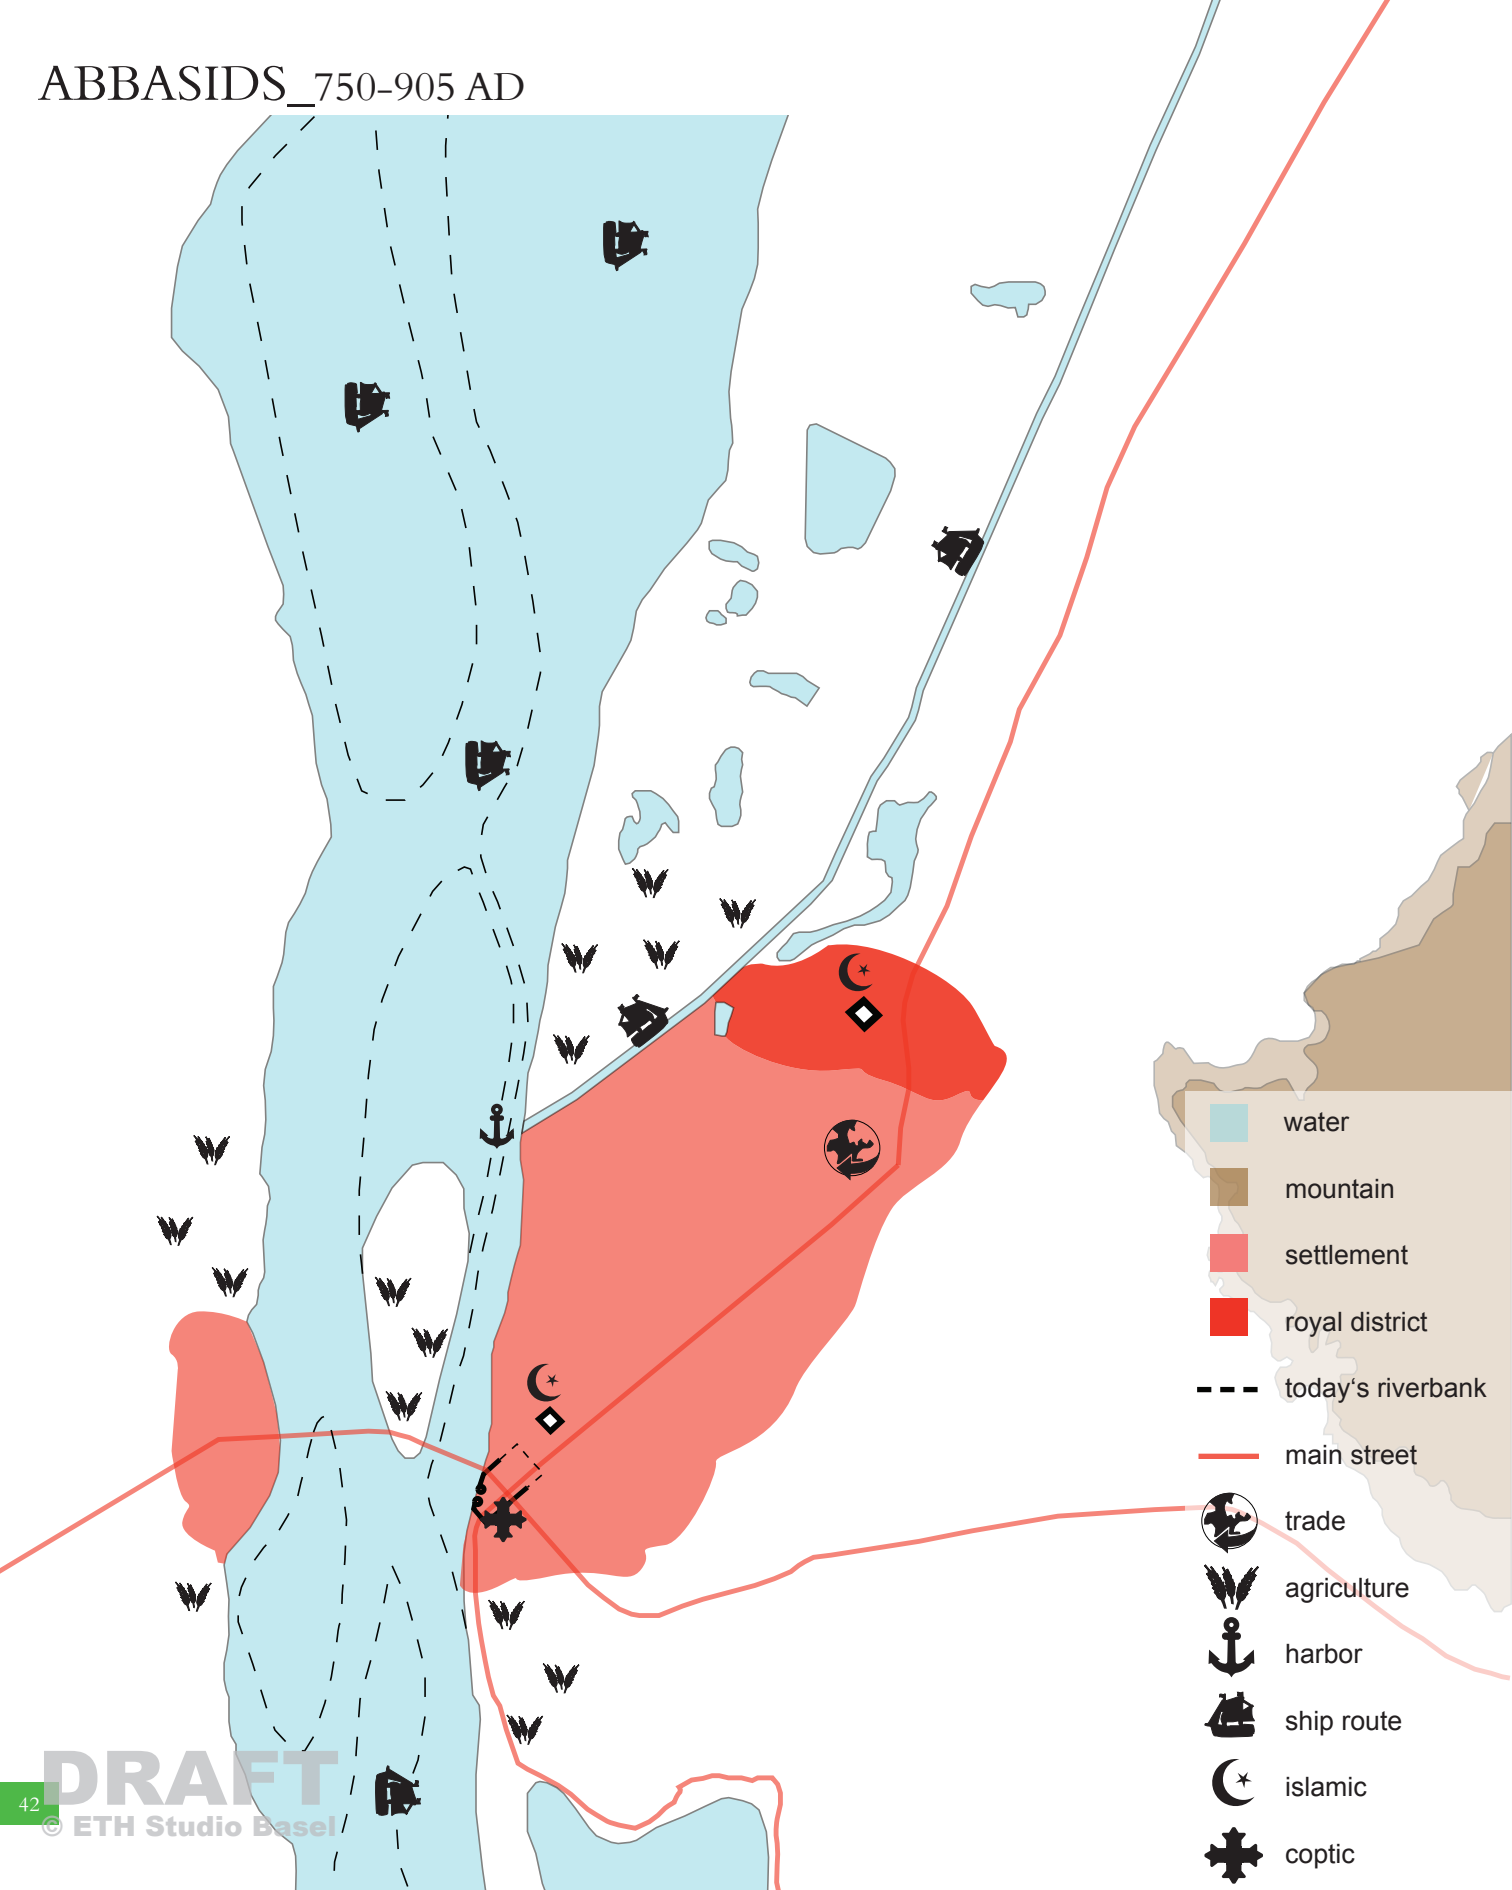 ABBASIDS_750-905 AD
water
mountain
settlement
royal district
today‘s riverbank
main street
trade
agriculture
harbor
ship route
islamic
coptic
DRAFT
42
© ETH Studio Basel